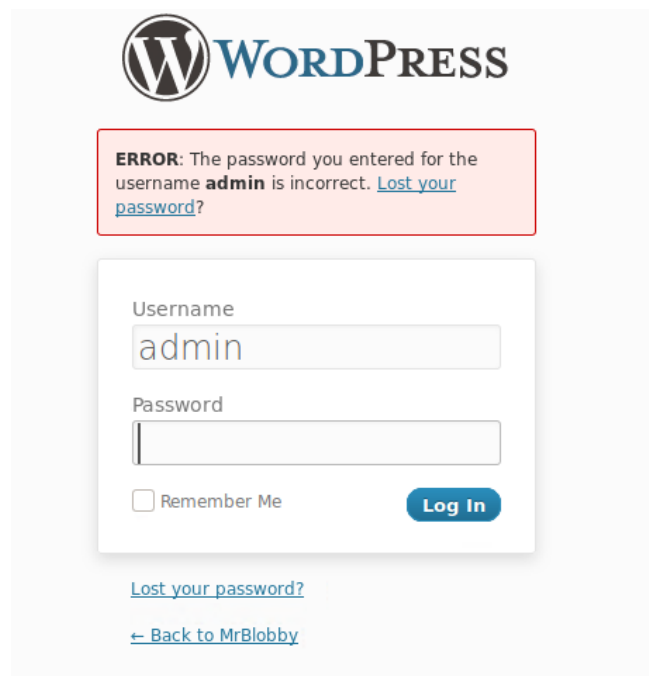 WORDPRESS
ERROR: The password you entered for the
username admin is incorrect. Lost your
password?
Username
admin
Password
Remember Me
Log In
Lost your password?
← Back to MrBlobby